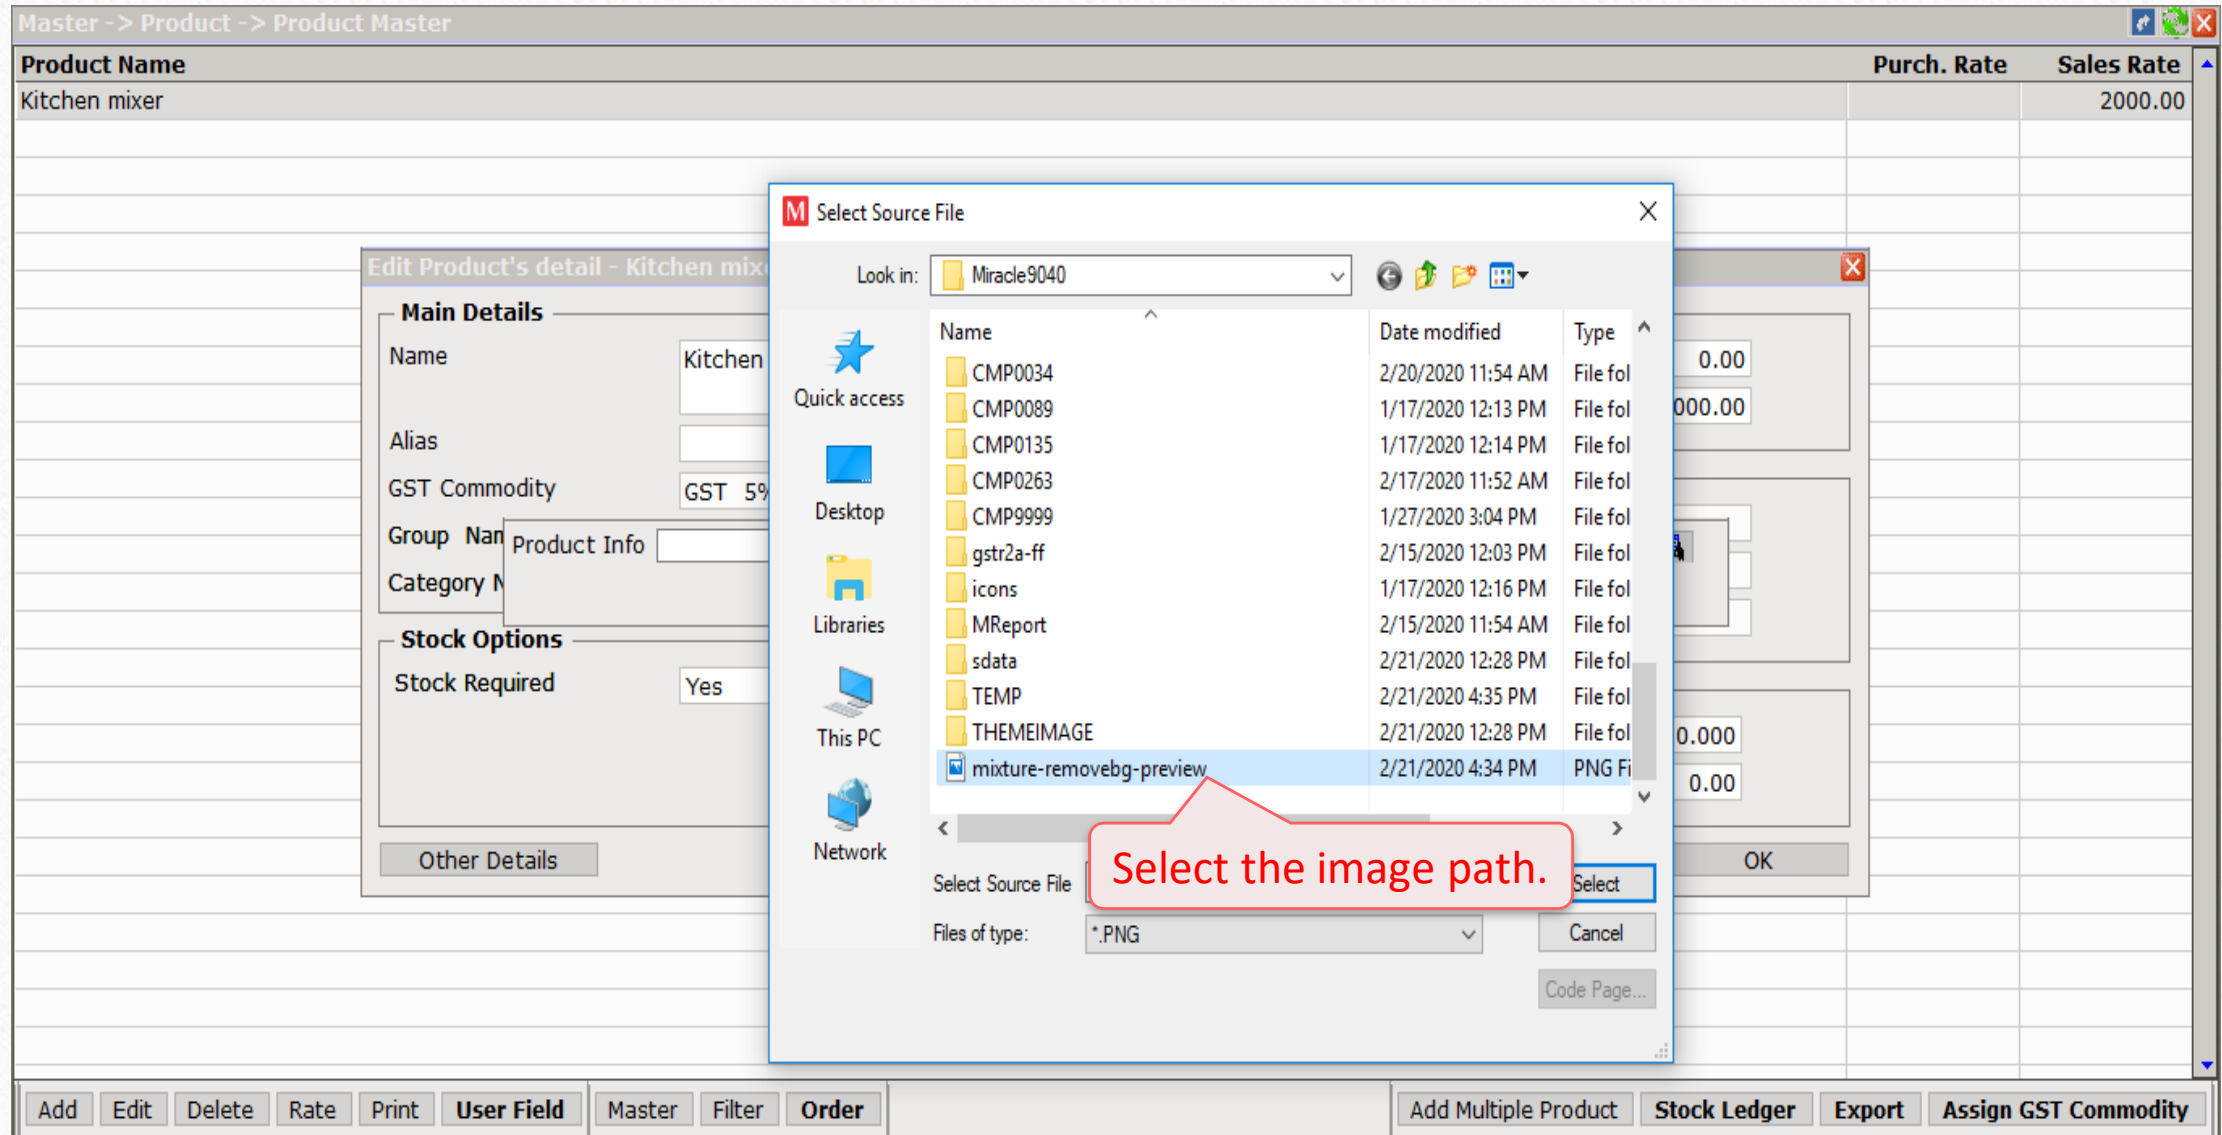 Master -> Product -> Product Master
Product Name Purch. Rate Sales Rate
Kitchen mixer 2000.00
M Select Source File
Look in: Miracle9040
Name Date modified Type
CMP0034 2/20/2020 11:54 AM File fol
CMP0089 1/17/2020 12:13 PM File fol
CMP0135 1/17/2020 12:14 PM File fol
CMP0263 2/17/2020 11:52 AM File fol
CMP9999 1/27/2020 3:04 PM File fol
gstr2a-ff 2/15/2020 12:03 PM File fol
icons 1/17/2020 12:16 PM File fol
MReport 2/15/2020 11:54 AM File fol
sdata 2/21/2020 12:28 PM File fol
TEMP 2/21/2020 4:35 PM File fol
THEMEIMAGE 2/21/2020 12:28 PM File fol
mixture-removebg-preview 2/21/2020 4:34 PM PNG Fi
Quick access
Desktop
Libraries
This PC
Network
Select the image path.
Select Source File Select
Files of type: *.PNG Cancel
Code Page...
Edit Product's detail - Kitchen mixe
Main Details
Name Kitchen 0.00
000.00
Alias
GST Commodity GST 5%
Group Nam
Product Info
Category N
Stock Options
Stock Required Yes
0.000
0.00
Other Details OK
Add Edit Delete Rate Print User Field Master Filter Order Add Multiple Product Stock Ledger Export Assign GST Commodity